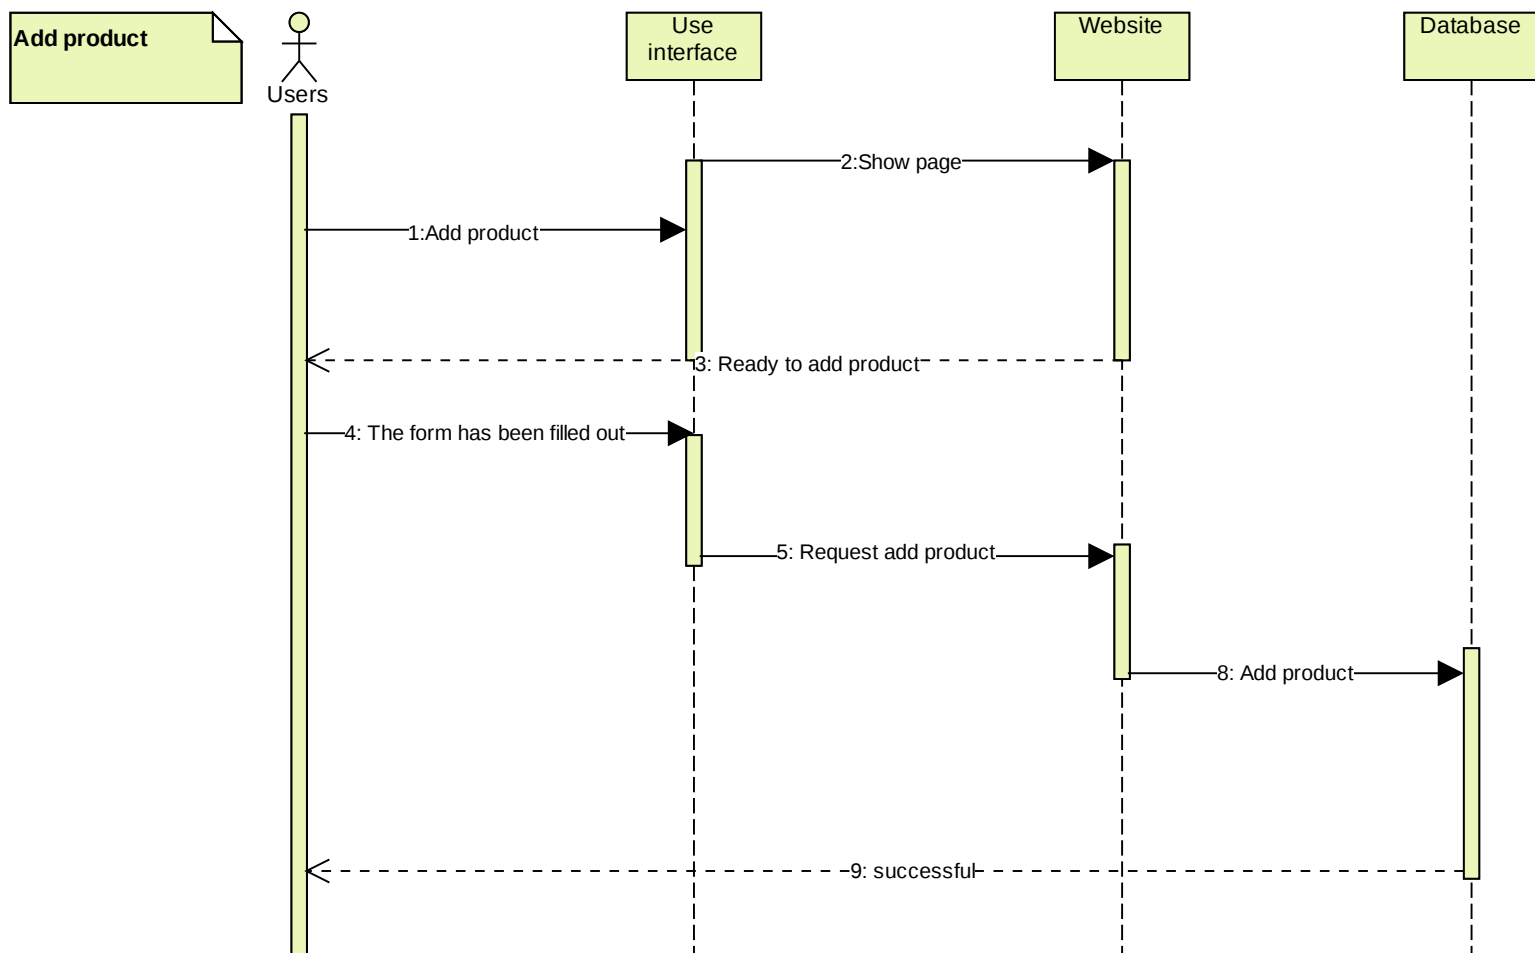 Add product
Users
Use
interface
Website
Database
2:Show page
1:Add product
3: Ready to add product
4: The form has been filled out
5: Request add product
8: Add product
9: successful